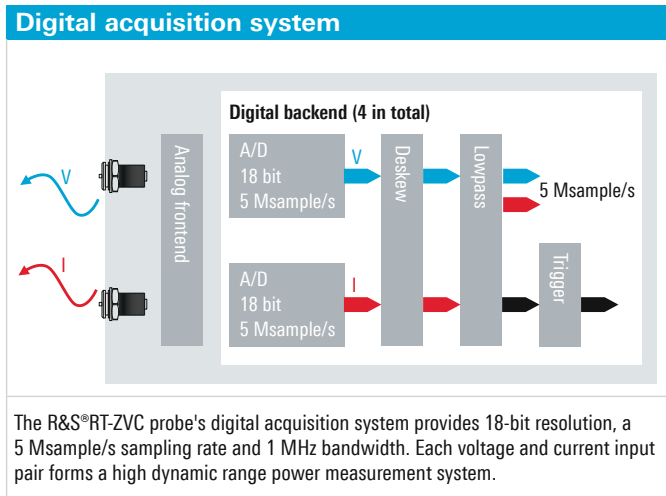 Digital acquisition system
Digital backend (4 in total)
V
I
Analog frontend
A/D
18 bit
5 Msample/s
V
Deskew
Lowpass
5 Msample/s
A/D
18 bit
5 Msample/s
I
Trigger
The R&S®RT-ZVC probe's digital acquisition system provides 18-bit resolution, a
5 Msample/s sampling rate and 1 MHz bandwidth. Each voltage and current input
pair forms a high dynamic range power measurement system.